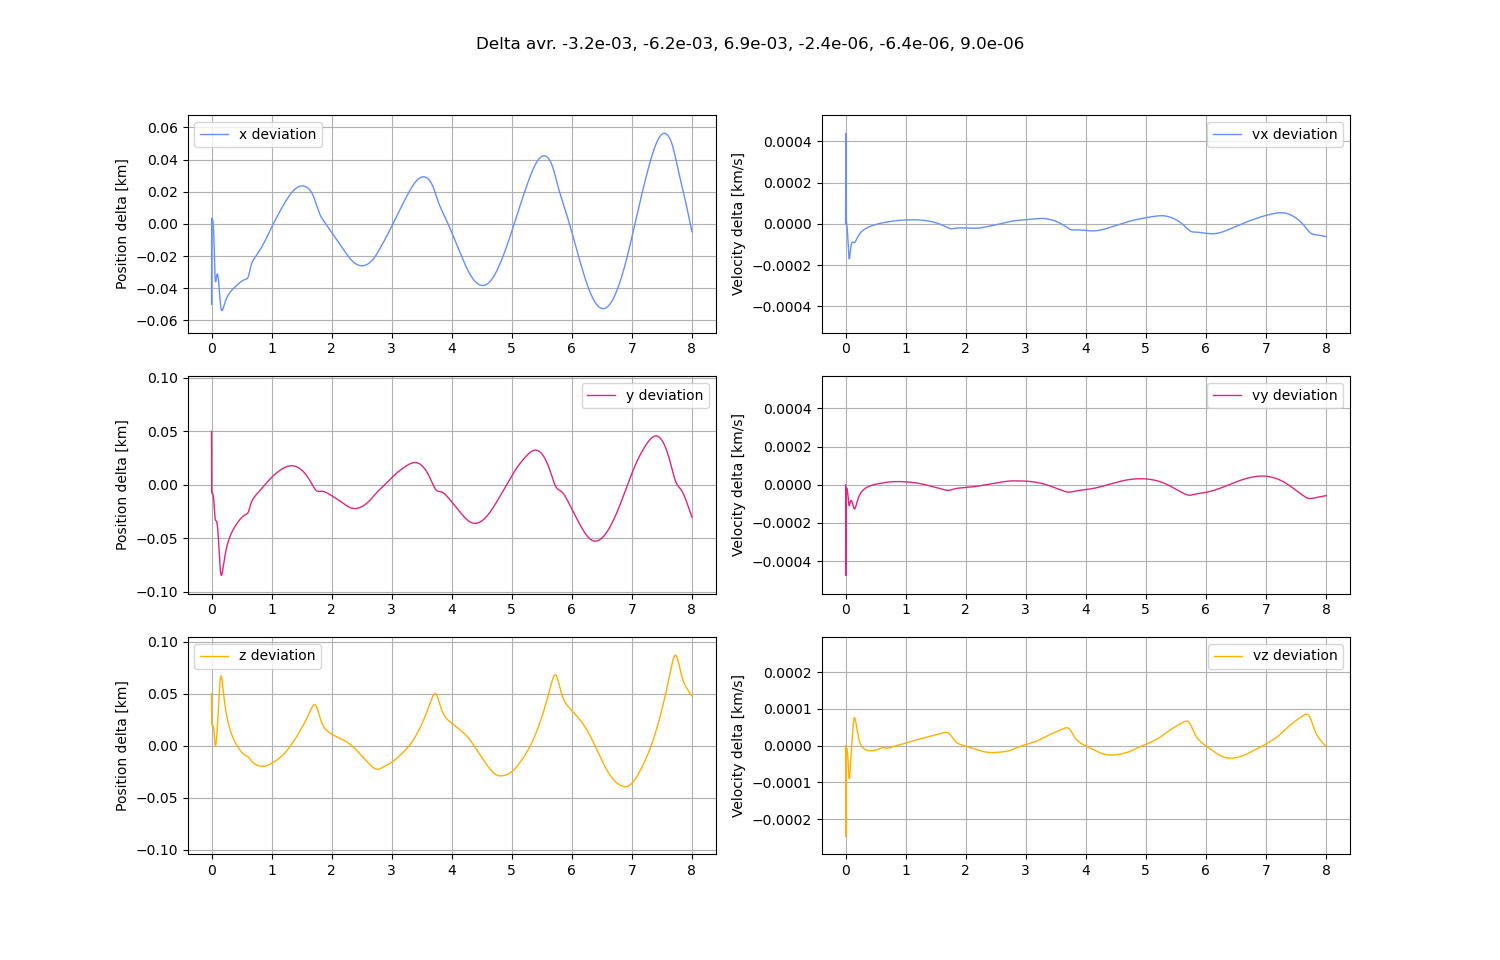 Delta avr. -3.2e-03, -6.2e-03, 6.9e-03, -2.4e-06, -6.4e-06, 9.0e-06
Position delta [km]
0.06
0.04
0.02
0.00
−0.02
−0.04
−0.06
x deviation
0 1 2 3 4 5 6 7 8
Velocity delta [km/s]
0.0004
0.0002
0.0000
−0.0002
−0.0004
vx deviation
0 1 2 3 4 5 6 7 8
Position delta [km]
0.10
0.05
0.00
−0.05
−0.10
y deviation
0 1 2 3 4 5 6 7 8
Velocity delta [km/s]
0.0004
0.0002
0.0000
−0.0002
−0.0004
vy deviation
0 1 2 3 4 5 6 7 8
Position delta [km]
0.10
0.05
0.00
−0.05
−0.10
z deviation
0 1 2 3 4 5 6 7 8
Velocity delta [km/s]
0.0002
0.0001
0.0000
−0.0001
−0.0002
vz deviation
0 1 2 3 4 5 6 7 8